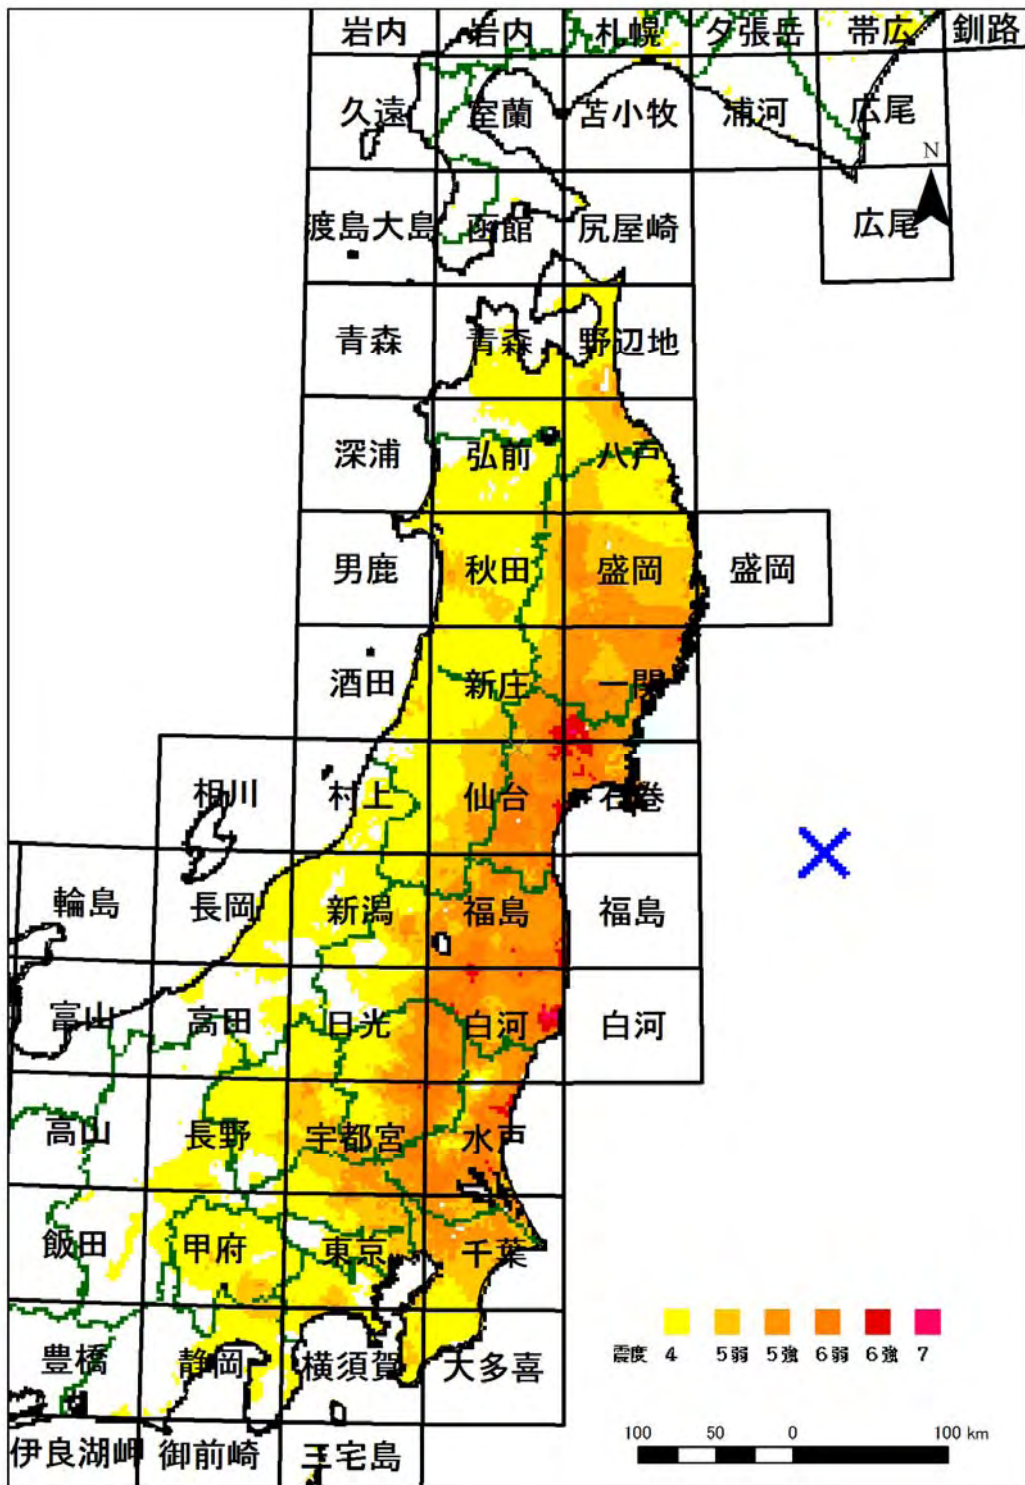 岩内 岩内 札幌 夕張岳 帯広 釧路
久遠 室蘭 苫小牧 浦河 広尾
N
渡島大島 函館 尻屋崎 広尾
青森 青森 野辺地
深浦 弘前 八戸
男鹿 秋田 盛岡 盛岡
酒田 新庄 一関
相川 村上 仙台 石巻
輪島 長岡 新潟 福島 福島
富山 高田 日光 白河 白河
高山 長野 宇都宮 水戸
飯田 甲府 東京 千葉
豊橋 静岡 横須賀 大多喜
震度 4 5弱 5強 6弱 6強 7
伊良湖岬 御前崎 三宅島
100 50 0 100 km